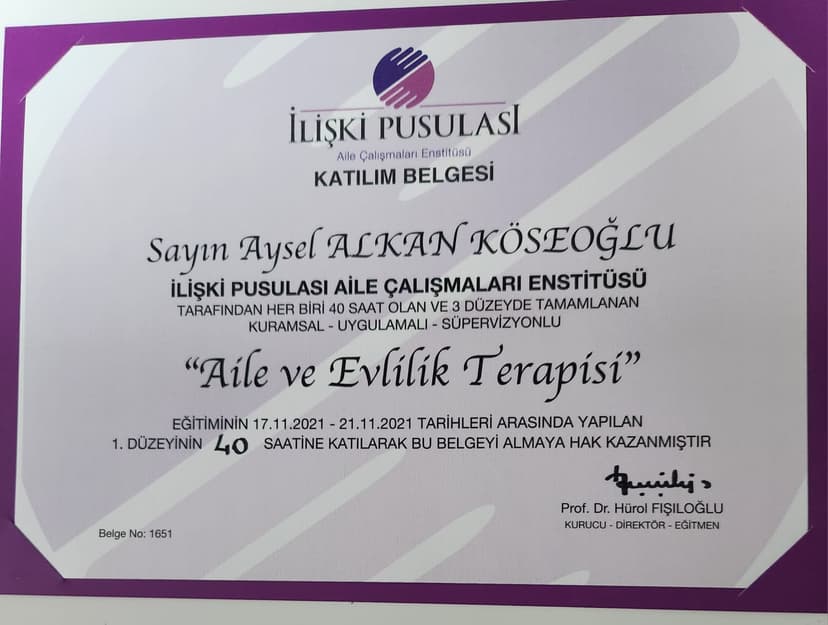 İLİŞKİ PUSULASI
Aile Çalışmaları Enstitüsü
KATILIM BELGESİ
Sayın Aysel ALKAN KÖSEOĞLU
İLİŞKİ PUSULASI AİLE ÇALIŞMALARI ENSTİTÜSÜ
TARAFINDAN HER BİRİ 40 SAAT OLAN VE 3 DÜZEYDE TAMAMLANAN
KURAMSAL - UYGULAMALI - SÜPERVİZYONLU
“Aile ve Evlilik Terapisi”
EĞİTİMİNİN 17.11.2021 - 21.11.2021 TARİHLERİ ARASINDA YAPILAN
1. DÜZEYİNİN 40 SAATİNE KATILARAK BU BELGEYİ ALMAYA HAK KAZANMIŞTIR
Prof. Dr. Hürol FIŞILOĞLU
KURUCU - DİREKTÖR - EĞİTMEN
Belge No: 1651